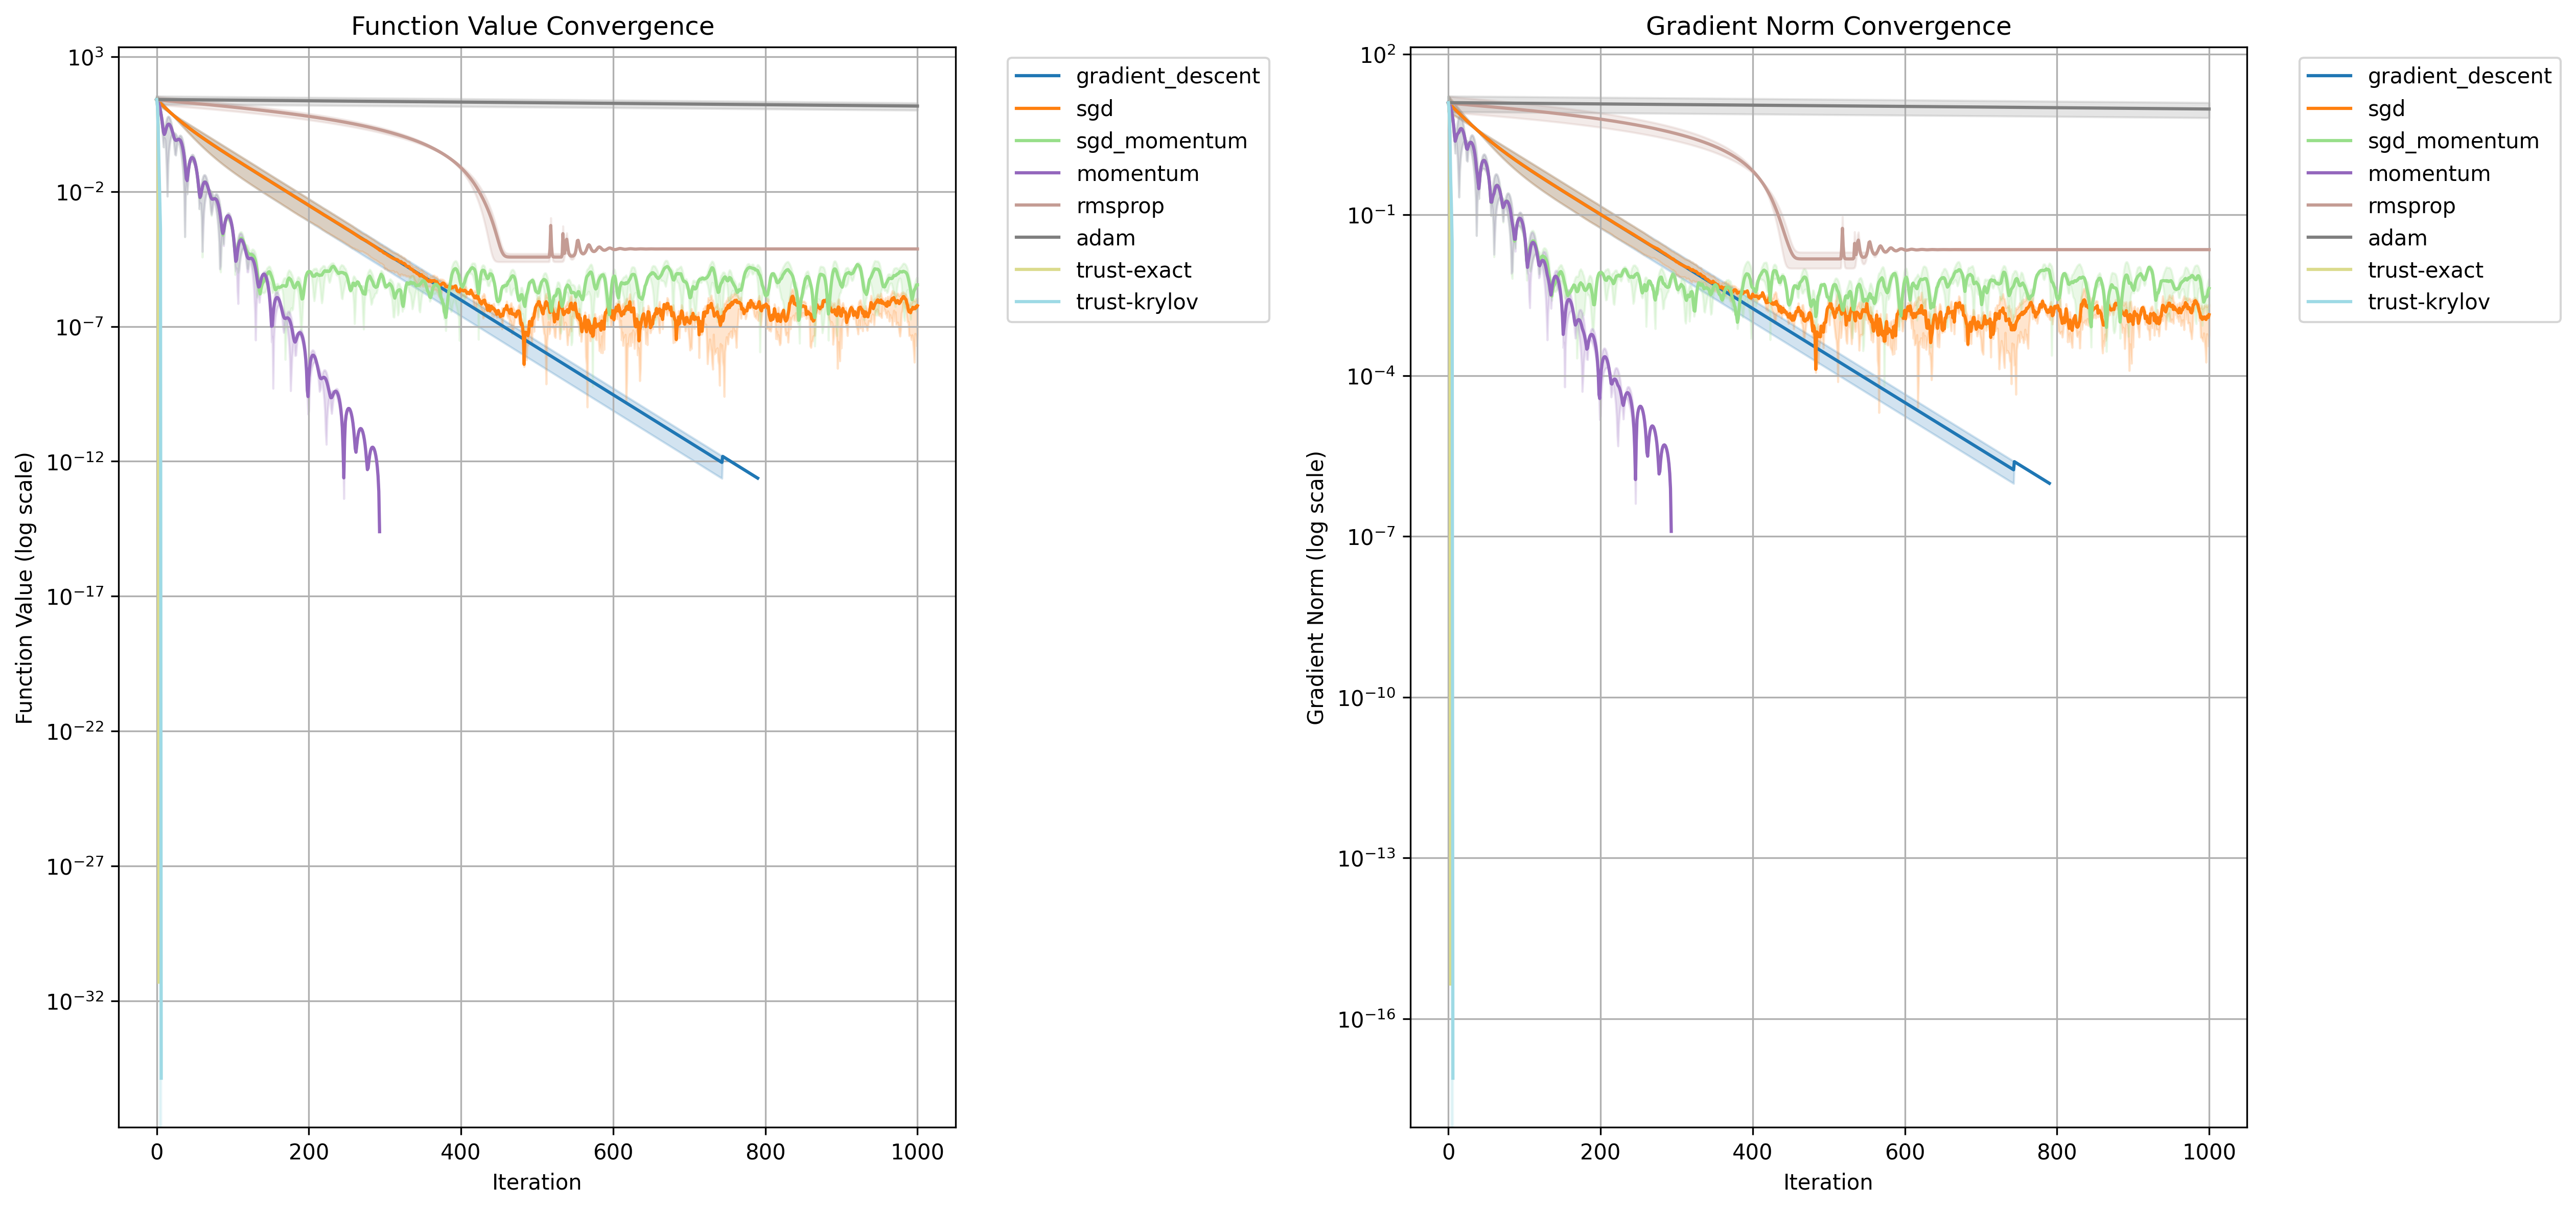 Function Value Convergence
Function Value (log scale)
10^3
10^-2
10^-7
10^-12
10^-17
10^-22
10^-27
10^-32
0 200 400 600 800 1000
Iteration
gradient_descent
sgd
sgd_momentum
momentum
rmsprop
adam
trust-exact
trust-krylov
Gradient Norm Convergence
Gradient Norm (log scale)
10^2
10^-1
10^-4
10^-7
10^-10
10^-13
10^-16
0 200 400 600 800 1000
Iteration
gradient_descent
sgd
sgd_momentum
momentum
rmsprop
adam
trust-exact
trust-krylov